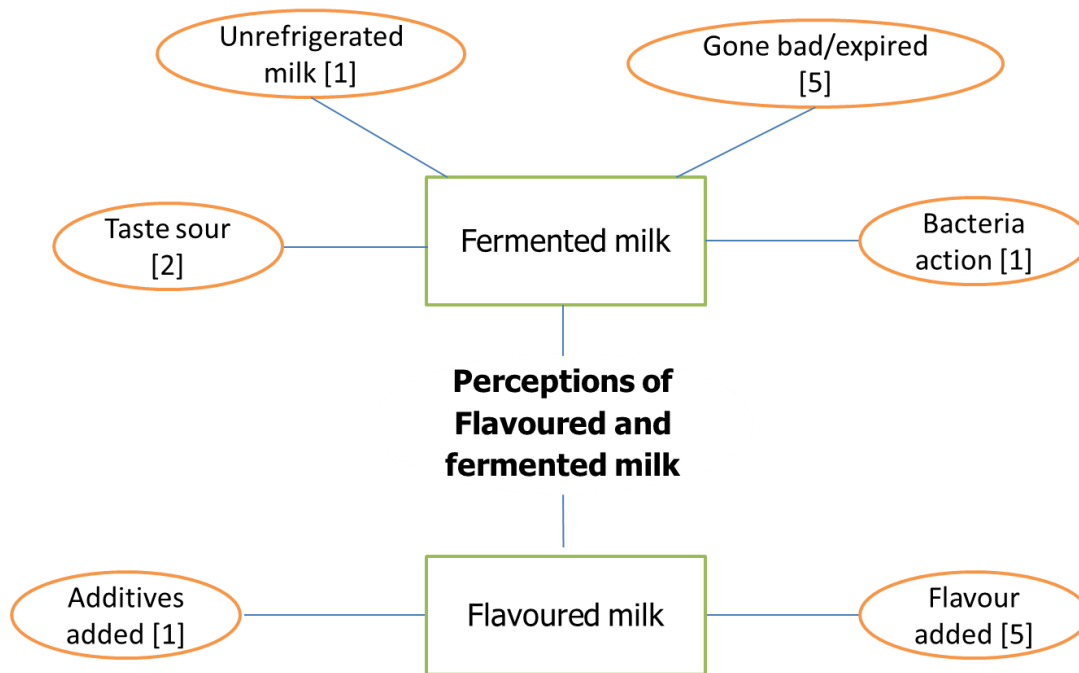 Unrefrigerated
milk [1]
Gone bad/expired
[5]
Taste sour
[2]
Fermented milk
Bacteria
action [1]
Perceptions of
Flavoured and
fermented milk
Additives
added [1]
Flavoured milk
Flavour
added [5]